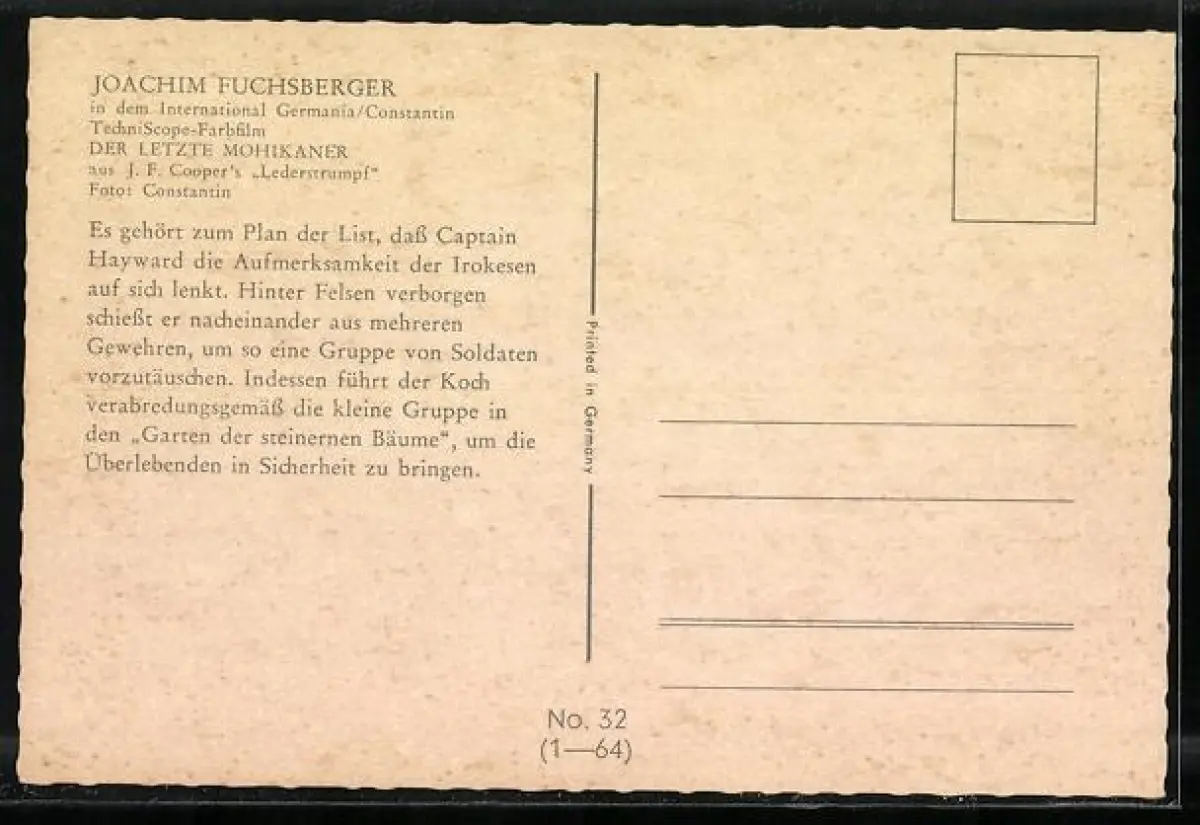 JOACHIM FUCHSBERGER
in dem International Germania/Constantin
TechniScope-Farbfilm
DER LETZTE MOHIKANER
aus J. F. Cooper's „Lederstrumpf“
Foto: Constantin
Es gehört zum Plan der List, daß Captain
Hayward die Aufmerksamkeit der Irokesen
auf sich lenkt. Hinter Felsen verborgen
schießt er nacheinander aus mehreren
Gewehren, um so eine Gruppe von Soldaten
vorzutäuschen. Indessen führt der Koch
verabredungsgemäß die kleine Gruppe in
den „Garten der steinernen Bäume“, um die
Überlebenden in Sicherheit zu bringen.
Printed in Germany
No. 32
(1—64)